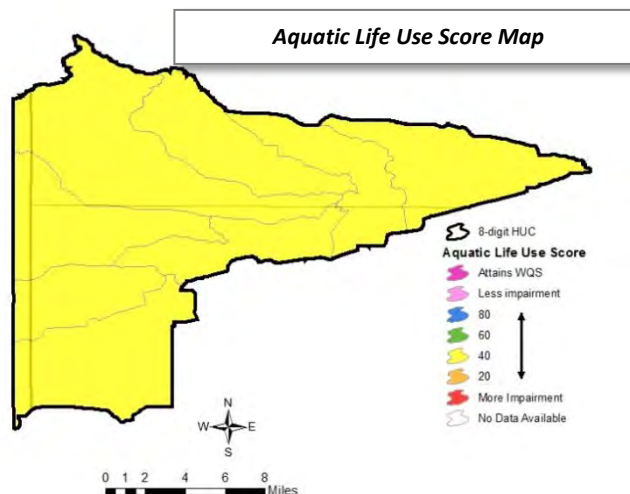 Aquatic Life Use Score Map
8-digit HUC
Aquatic Life Use Score
Attains WQS
Less impairment
80
60
40
20
More Impairment
No Data Available
N
W E
S
0 1 2 4 6 8
Miles